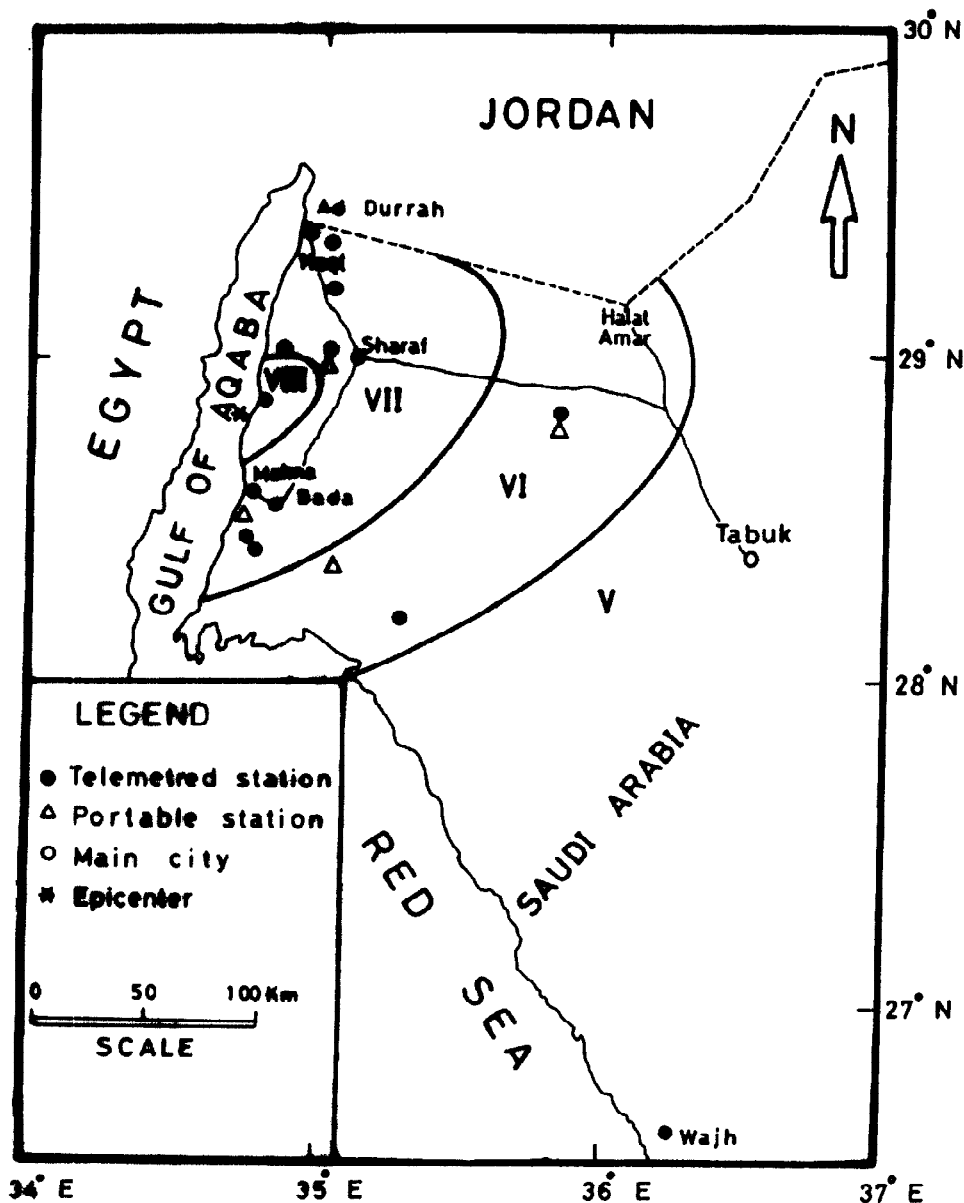 30° N
JORDAN
N
Durrah
Haql
EGYPT
GULF OF AQABA
Halat
Amar
Sharaf
29° N
VIII
VII
Makna
Bada
VI
Tabuk
V
28° N
LEGEND
Telemetred station
Portable station
Main city
Epicenter
RED SEA
SAUDI ARABIA
0 50 100 Km
SCALE
27° N
Wajh
34° E 35° E 36° E 37° E